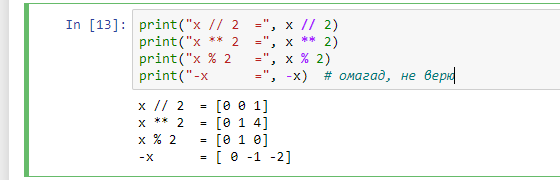 In [13]: print("x // 2  =", x // 2)
print("x ** 2  =", x ** 2)
print("x % 2   =", x % 2)
print("-x      =", -x)  # омагад, не верю
x // 2  = [0 0 1]
x ** 2  = [0 1 4]
x % 2   = [0 1 0]
-x      = [ 0 -1 -2]